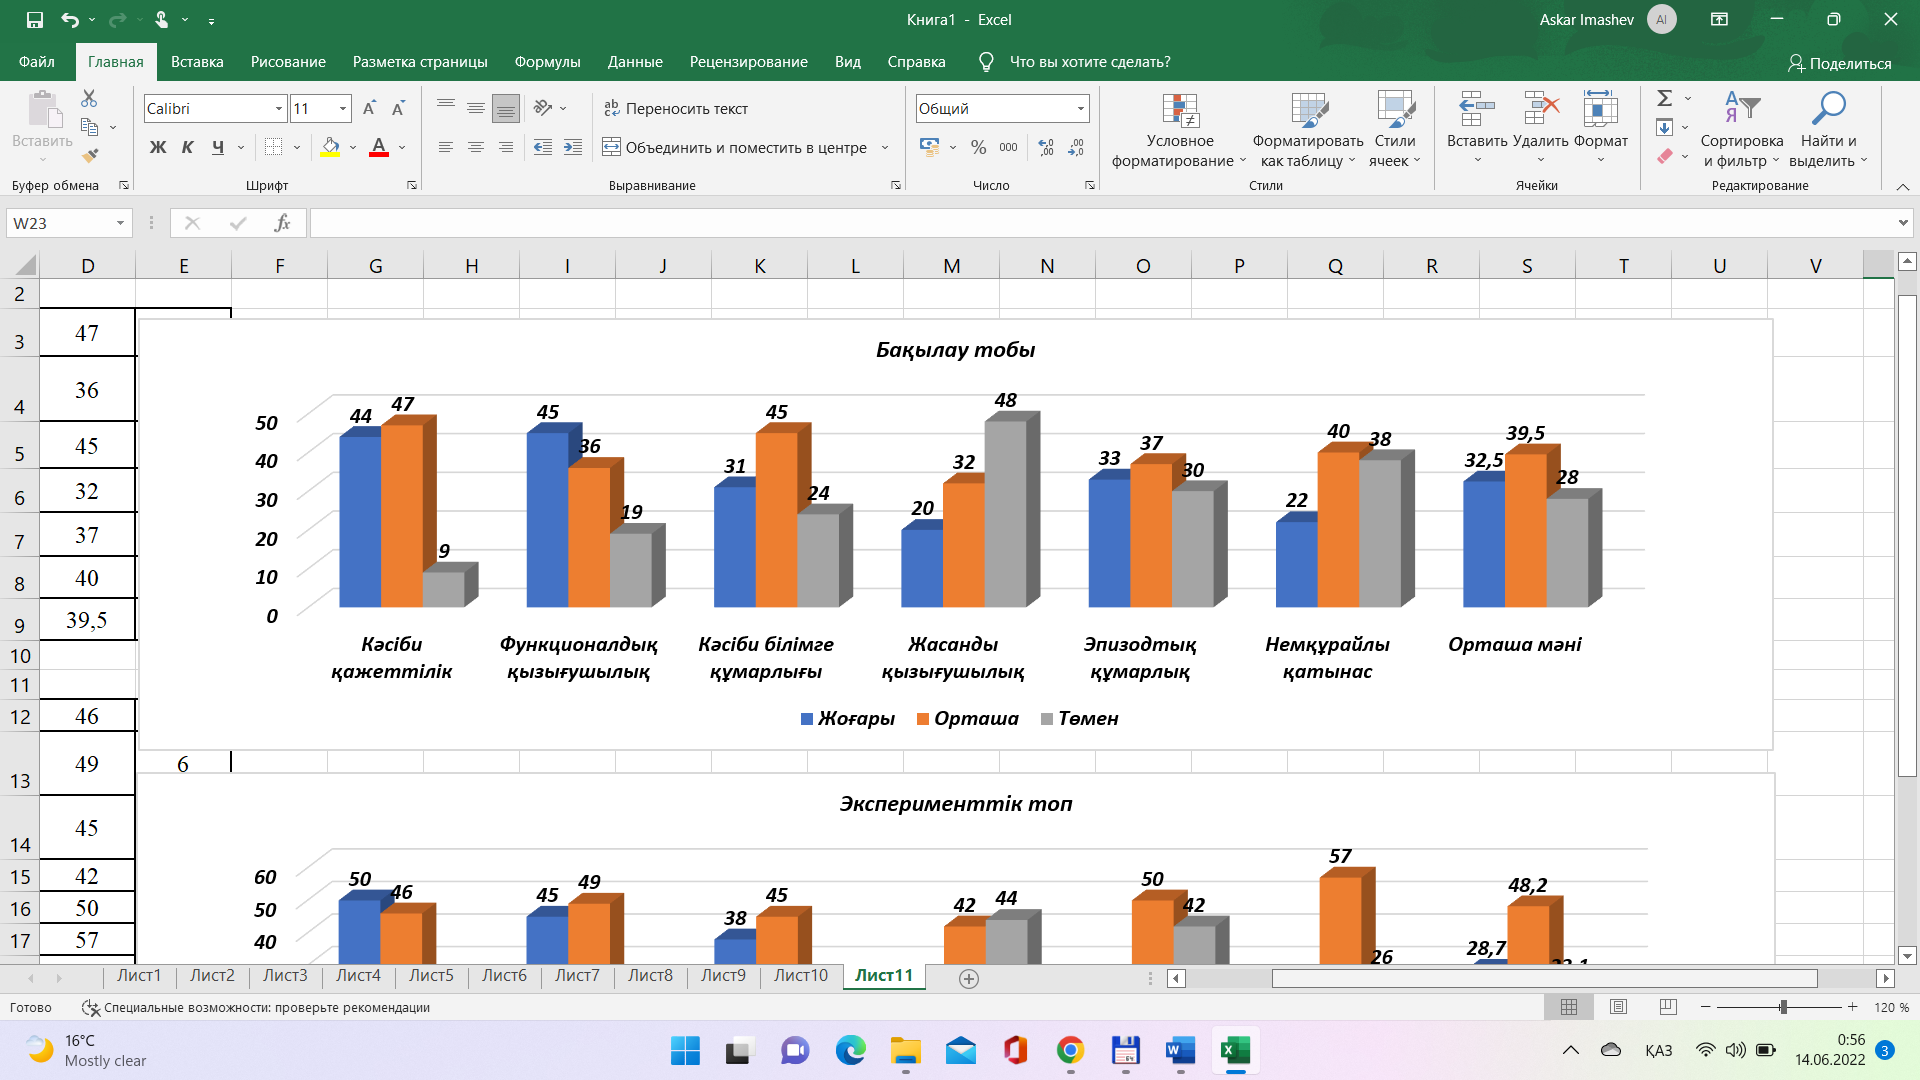 Книга1 - Excel
Askar Imashev
AI
Файл Главная Вставка Рисование Разметка страницы Формулы Данные Рецензирование Вид Справка Что вы хотите сделать? Поделиться
Вставить
Calibri 11
Ж К Ч
Переносить текст
Объединить и поместить в центре
Общий
% 000
Условное форматирование
Форматировать как таблицу
Стили ячеек
Вставить Удалить Формат
Сортировка и фильтр
Найти и выделить
Буфер обмена Шрифт Выравнивание Число Стили Ячейки Редактирование
W23
fx
D E F G H I J K L M N O P Q R S T U V
2
3 47
4 36
5 45
6 32
7 37
8 40
9 39,5
10
11
12 46
13 49 6
14 45
15 42
16 50
17 57
Бақылау тобы
50
40
30
20
10
0
44 47 9
45 36 19
31 45 24
20 32 48
33 37 30
22 40 38
32,5 39,5 28
Кәсіби қажеттілік
Функционалдық қызығушылық
Кәсіби білімге құмарлығы
Жасанды қызығушылық
Эпизодтық құмарлық
Немқұрайлы қатынас
Орташа мәні
Жоғары Орташа Төмен
Эксперименттік топ
60
50
40
50 46
45 49
38 45
42 44
50 42
57 26
28,7 48,2
Лист1 Лист2 Лист3 Лист4 Лист5 Лист6 Лист7 Лист8 Лист9 Лист10 Лист11
Готово
Специальные возможности: проверьте рекомендации
120 %
16°C
Mostly clear
ҚАЗ
0:56
14.06.2022
3